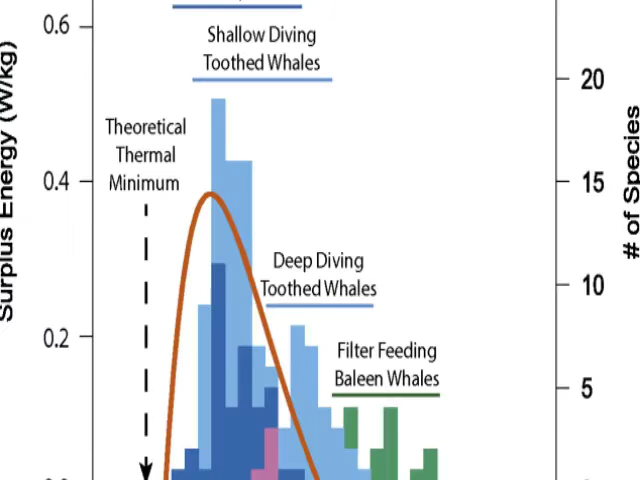 0.6
Shallow Diving
Toothed Whales
20
Theoretical
Thermal
Minimum
0.4
15
Surplus Energy (W/kg)
# of Species
Deep Diving
Toothed Whales
10
0.2
Filter Feeding
Baleen Whales
5